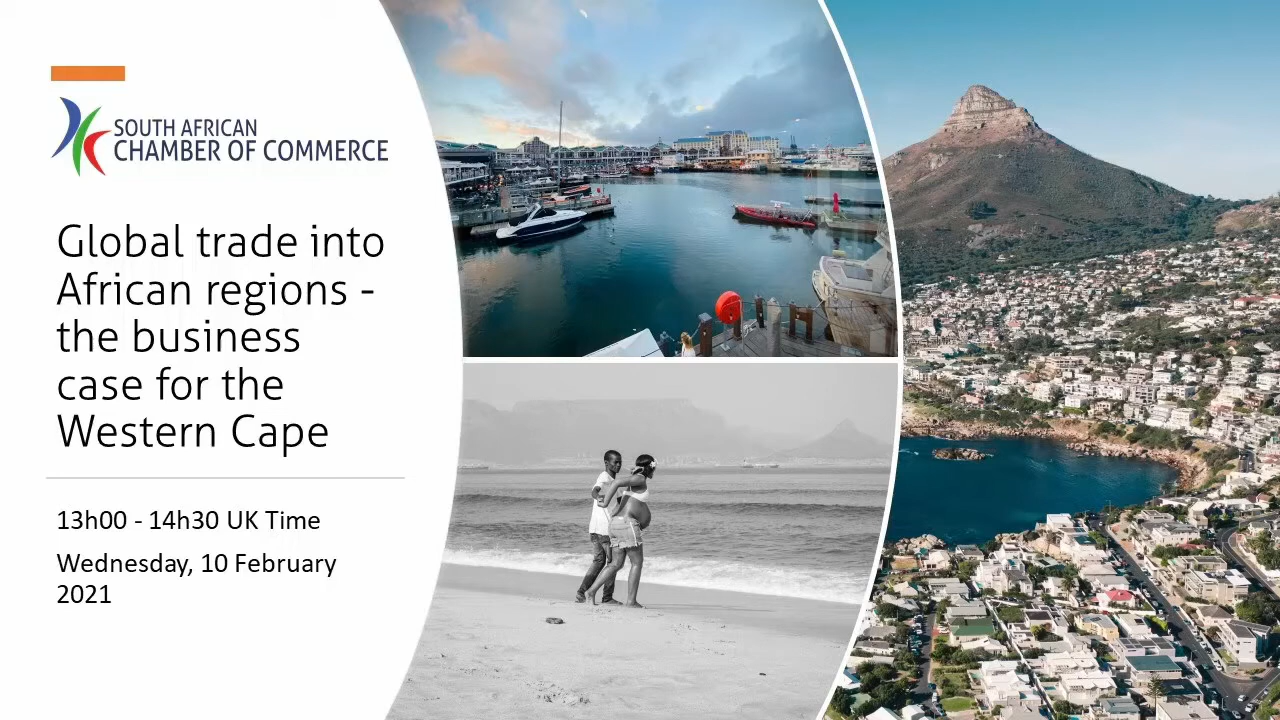 SOUTH AFRICAN
CHAMBER OF COMMERCE
Global trade into
African regions -
the business
case for the
Western Cape
13h00 - 14h30 UK Time
Wednesday, 10 February
2021